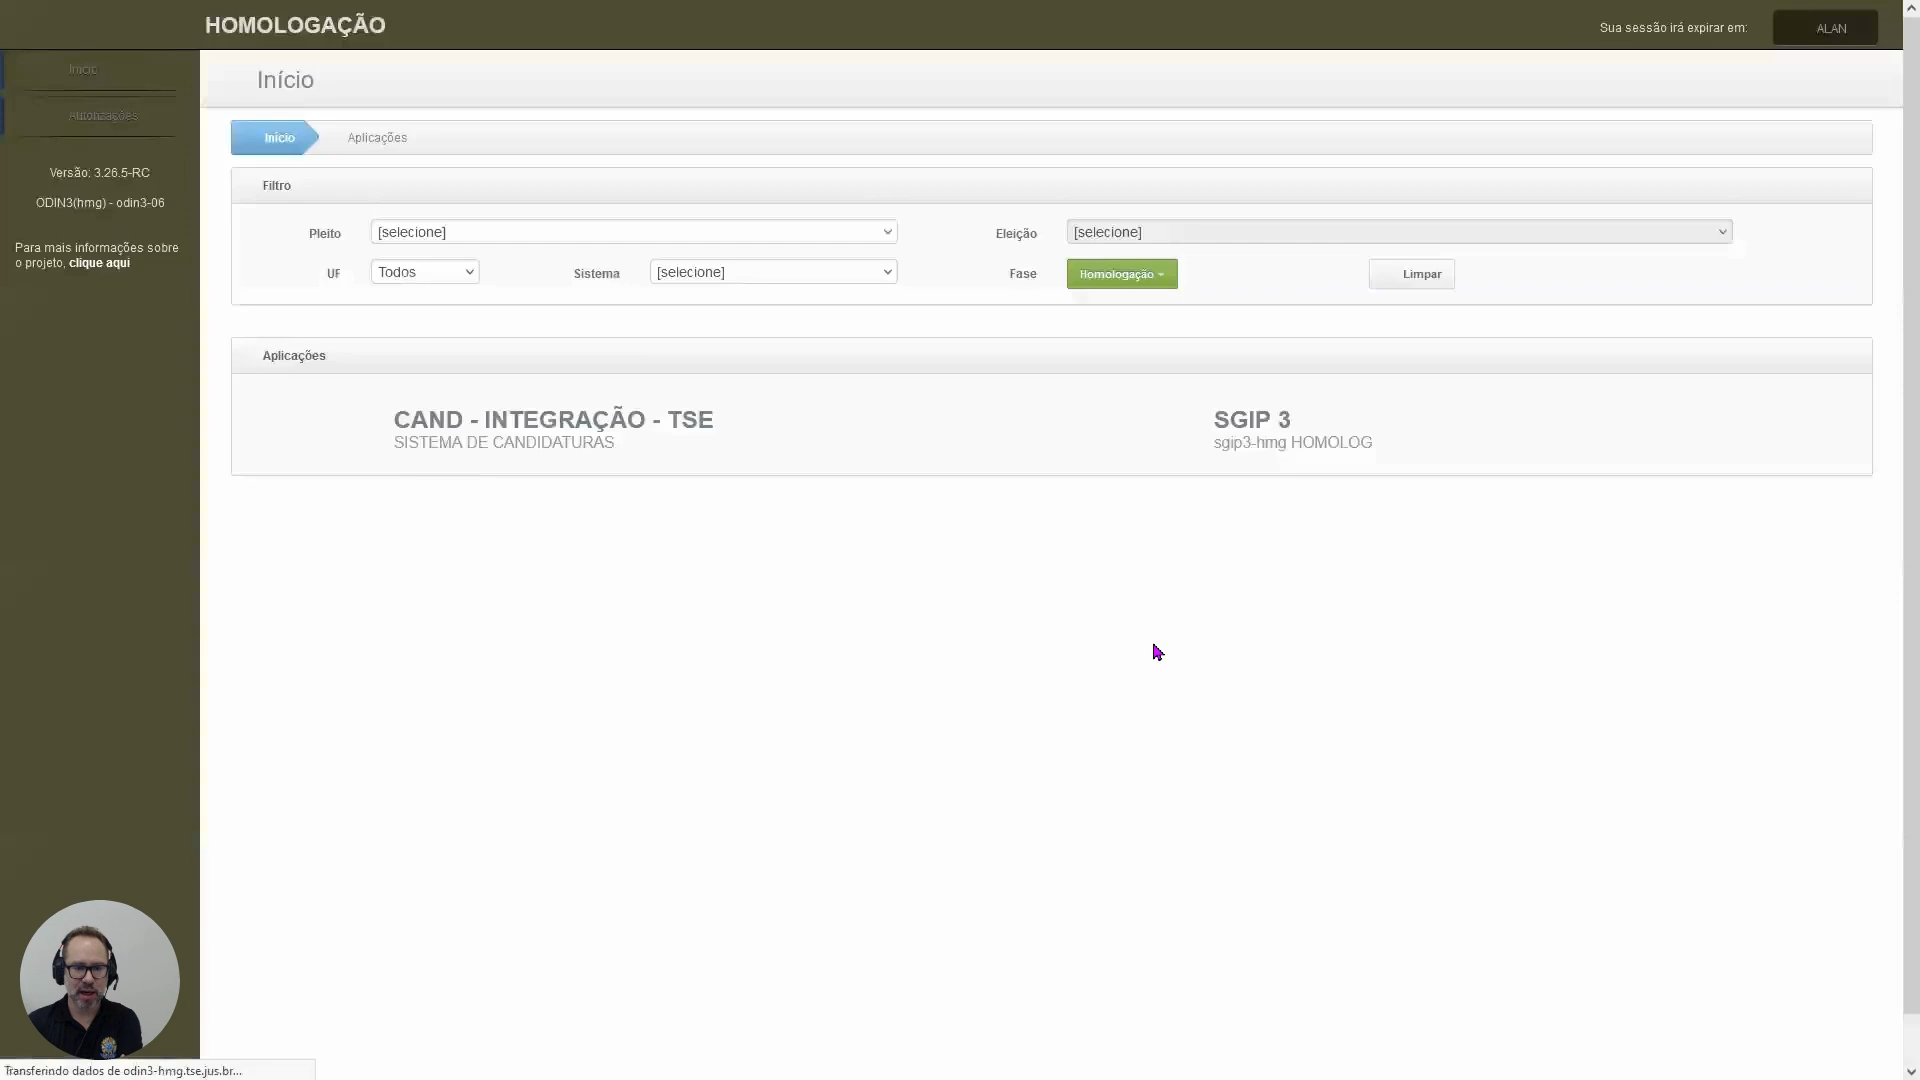 HOMOLOGAÇÃO
Sua sessão irá expirar em:
ALAN
Início
Autorizações
Versão: 3.26.5-RC
ODIN3(hmg) - odin3-06
Para mais informações sobre
o projeto, clique aqui
Início
Início
Aplicações
Filtro
Pleito
[selecione]
Eleição
[selecione]
UF
Todos
Sistema
[selecione]
Fase
Homologação
Limpar
Aplicações
CAND - INTEGRAÇÃO - TSE
SISTEMA DE CANDIDATURAS
SGIP 3
sgip3-hmg HOMOLOG
Transferindo dados de odin3-hmg.tse.jus.br...